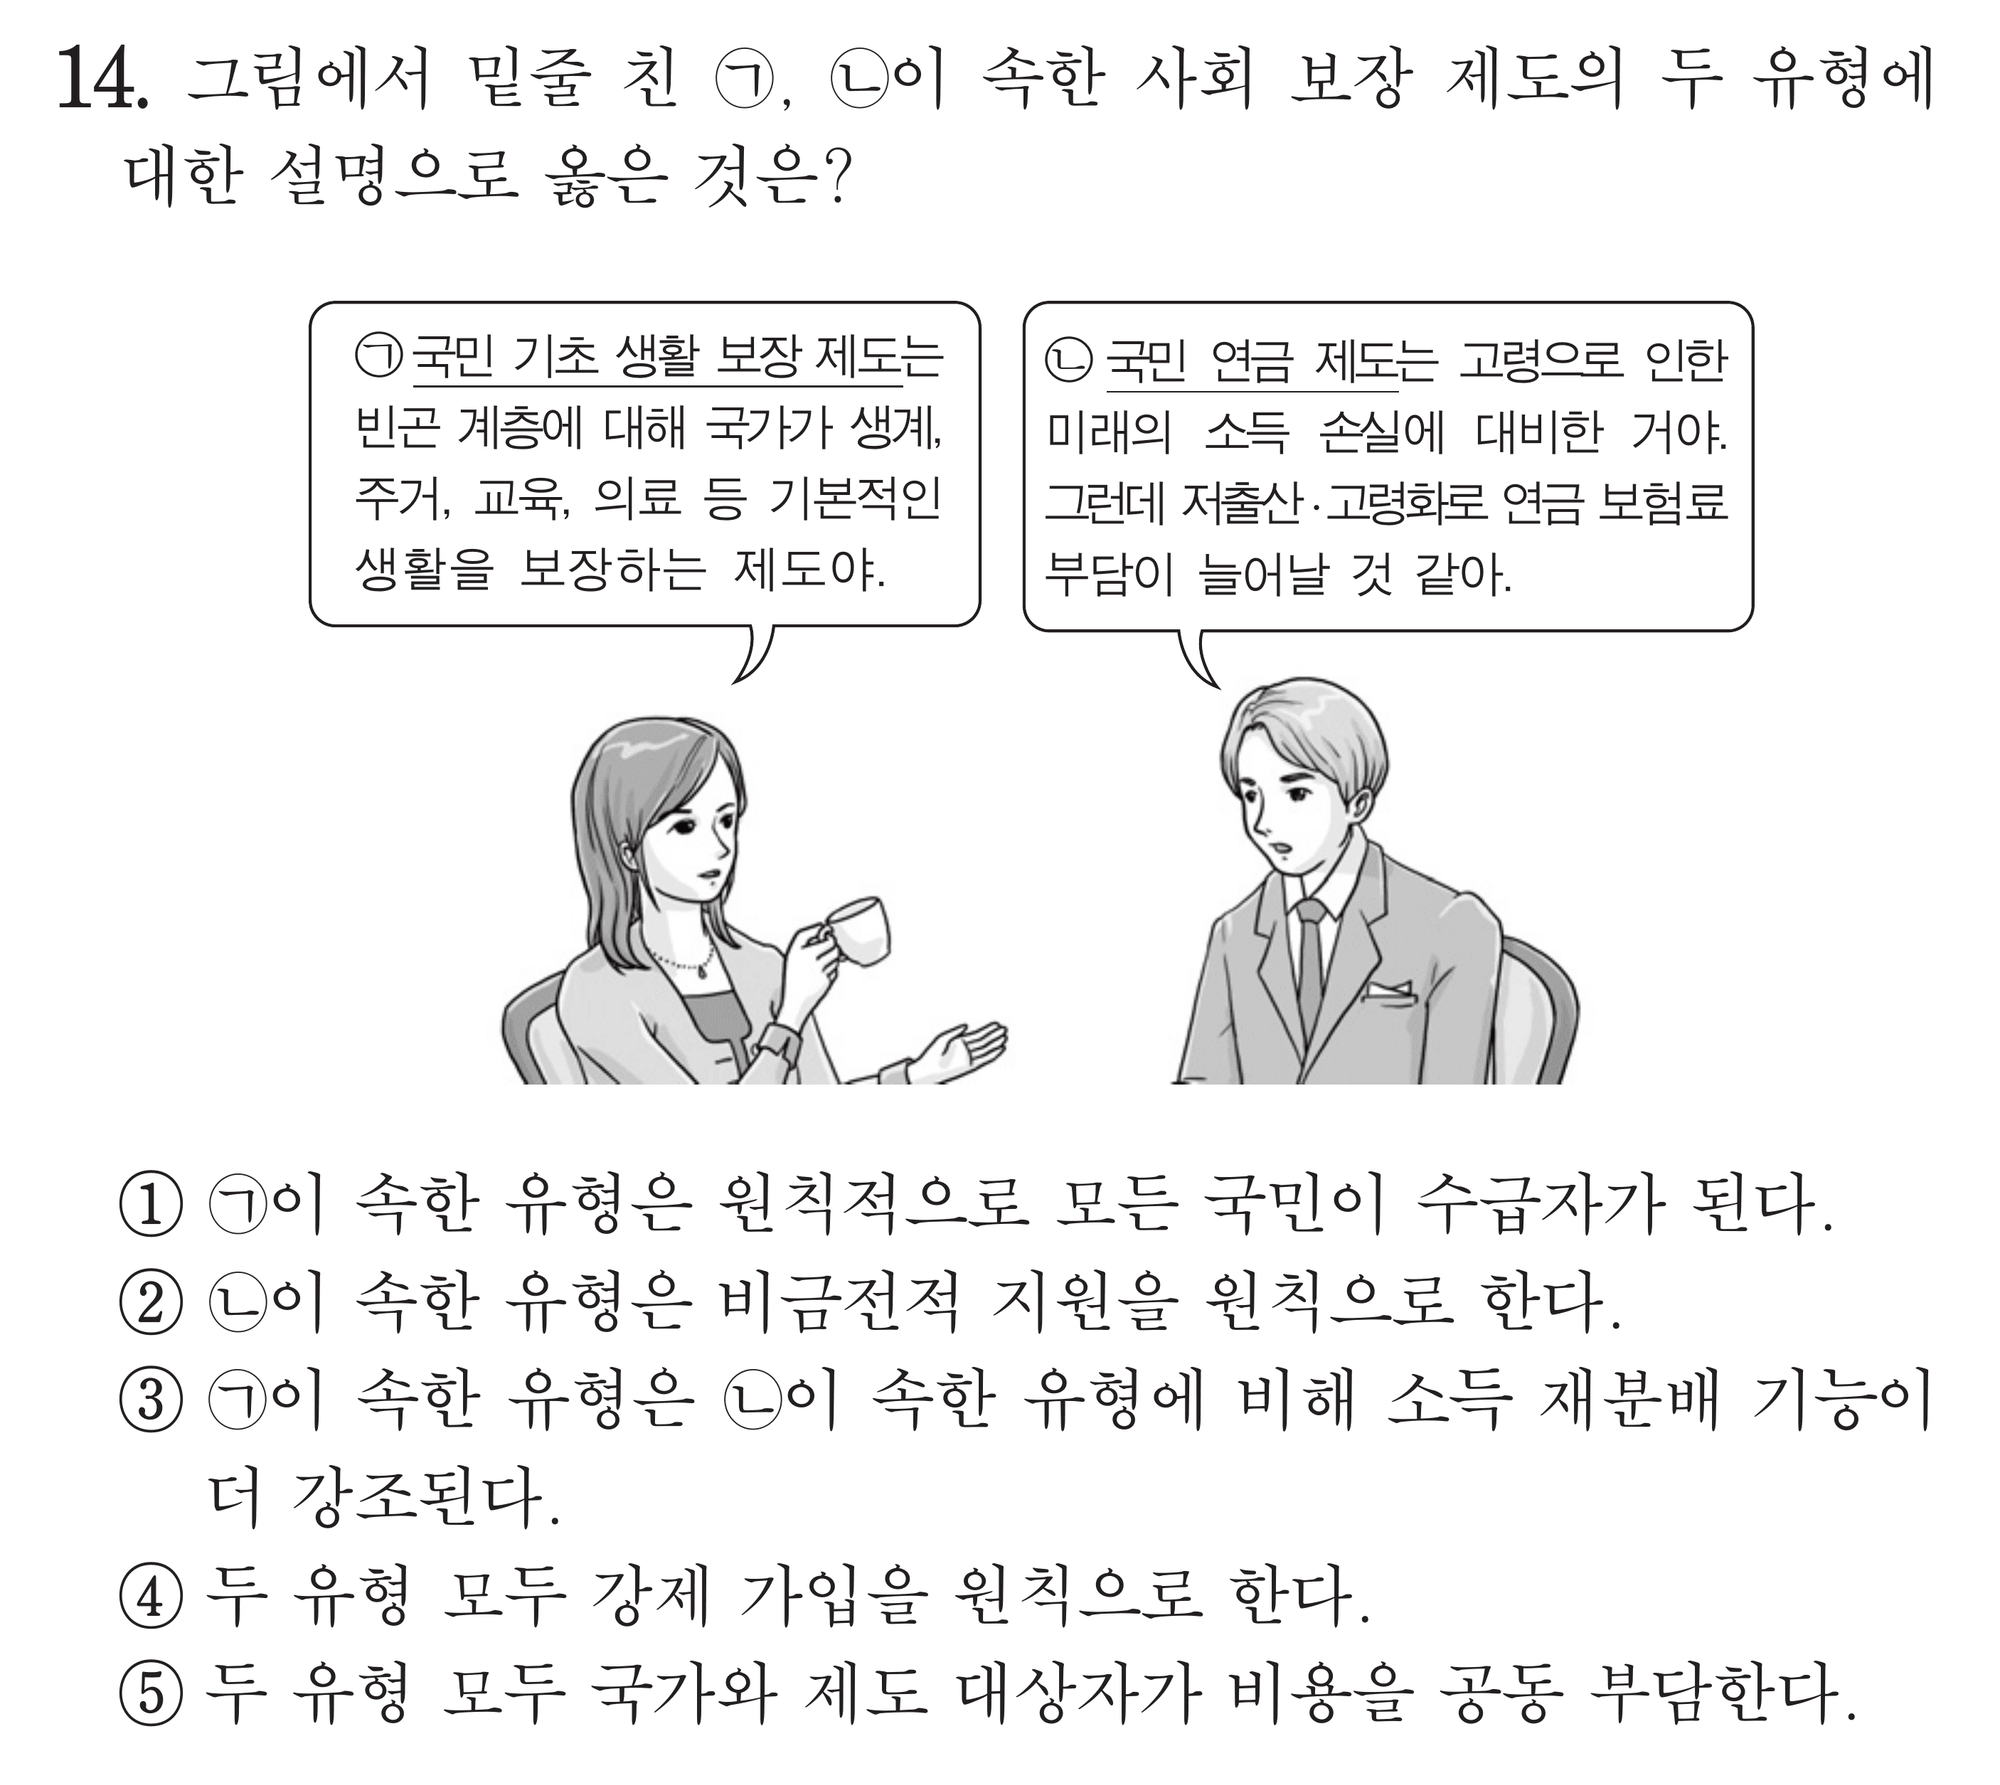 14. 그림에서 밑줄 친 ㉠, ㉡이 속한 사회 보장 제도의 두 유형에
대한 설명으로 옳은 것은?
㉠ 국민 기초 생활 보장 제도는
빈곤 계층에 대해 국가가 생계,
주거, 교육, 의료 등 기본적인
생활을 보장하는 제도야.
㉡ 국민 연금 제도는 고령으로 인한
미래의 소득 손실에 대비한 거야.
그런데 저출산·고령화로 연금 보험료
부담이 늘어날 것 같아.
① ㉠이 속한 유형은 원칙적으로 모든 국민이 수급자가 된다.
② ㉡이 속한 유형은 비금전적 지원을 원칙으로 한다.
③ ㉠이 속한 유형은 ㉡이 속한 유형에 비해 소득 재분배 기능이
더 강조된다.
④ 두 유형 모두 강제 가입을 원칙으로 한다.
⑤ 두 유형 모두 국가와 제도 대상자가 비용을 공동 부담한다.